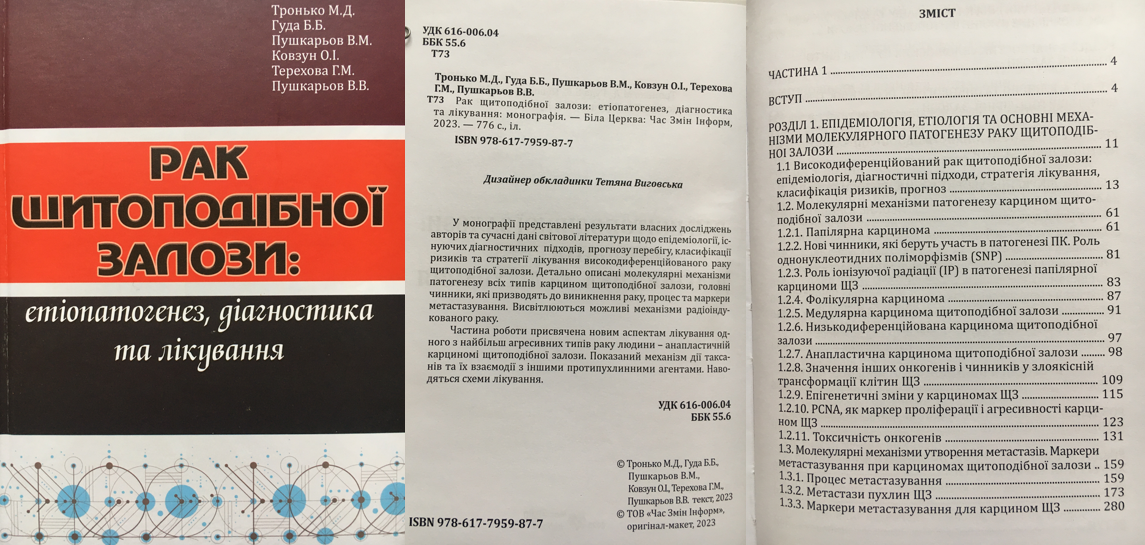 Тронько М.Д.
Гуда Б.Б.
Пушкарьов В.М.
Ковзун О.І.
Терехова Г.М.
Пушкарьов В.В.
РАК
ЩИТОПОДІБНОЇ
ЗАЛОЗИ:
етіопатогенез, діагностика
та лікування
УДК 616-006.04
ББК 55.6
Т73
Тронько М.Д., Гуда Б.Б., Пушкарьов В.М., Ковзун О.І., Терехова
Г.М., Пушкарьов В.В.
Т73 Рак щитоподібної залози: етіопатогенез, діагностика
та лікування: монографія. — Біла Церква: Час Змін Інформ,
2023. — 776 с., іл.
ISBN 978-617-7959-87-7
Дизайнер обкладинки Тетяна Виговська
У монографії представлені результати власних досліджень
авторів та сучасні дані світової літератури щодо епідеміології, іс-
нуючих діагностичних підходів, прогнозу перебігу, класифікації
ризиків та стратегії лікування високодиференційованого раку
щитоподібної залози. Детально описані молекулярні механізми
патогенезу всіх типів карцином щитоподібної залози, головні
чинники, які призводять до виникнення раку, процес та маркери
метастазування. Висвітлюються можливі механізми радіоінду-
кованого раку.
Частина роботи присвячена новим аспектам лікування од-
ного з найбільш агресивних типів раку людини – анапластичній
карциномі щитоподібної залози. Показаний механізм дії такса-
нів та їх взаємодії з іншими протипухлинними агентами. Наво-
дяться схеми лікування.
УДК 616-006.04
ББК 55.6
© Тронько М.Д., Гуда Б.Б.,
Пушкарьов В.М.,
Ковзун О.І., Терехова Г.М.,
Пушкарьов В.В. текст, 2023
© ТОВ «Час Змін Інформ»,
оригінал-макет, 2023
ISBN 978-617-7959-87-7
ЗМІСТ
ЧАСТИНА 1 ........ 4
ВСТУП ........ 4
РОЗДІЛ 1. ЕПІДЕМІОЛОГІЯ, ЕТІОЛОГІЯ ТА ОСНОВНІ МЕХА-
НІЗМИ МОЛЕКУЛЯРНОГО ПАТОГЕНЕЗУ РАКУ ЩИТОПОДІБ-
НОЇ ЗАЛОЗИ ........ 11
1.1 Високодиференційований рак щитоподібної залози:
епідеміологія, діагностичні підходи, стратегія лікування,
класифікація ризиків, прогноз ........ 13
1.2. Молекулярні механізми патогенезу карцином щито-
подібної залози ........ 61
1.2.1. Папілярна карцинома ........ 61
1.2.2. Нові чинники, які беруть участь в патогенезі ПК. Роль
однонуклеотидних поліморфізмів (SNP) ........ 81
1.2.3. Роль іонізуючої радіації (ІР) в патогенезі папілярної
карциноми ЩЗ ........ 83
1.2.4. Фолікулярна карцинома ........ 87
1.2.5. Медулярна карцинома щитоподібної залози ........ 91
1.2.6. Низькодиференційована карцинома щитоподібної
залози ........ 97
1.2.7. Анапластична карцинома щитоподібної залози ........ 98
1.2.8. Значення інших онкогенів і чинників у злоякісній
трансформації клітин ЩЗ ........ 109
1.2.9. Епігенетичні зміни у карциномах ЩЗ ........ 115
1.2.10. PCNA, як маркер проліферації і агресивності карци-
ном ЩЗ ........ 123
1.2.11. Токсичність онкогенів ........ 131
1.3. Молекулярні механізми утворення метастазів. Маркери
метастазування при карциномах щитоподібної залози .. 159
1.3.1. Процес метастазування ........ 159
1.3.2. Метастази пухлин ЩЗ ........ 173
1.3.3. Маркери метастазування для карцином ЩЗ ........ 280